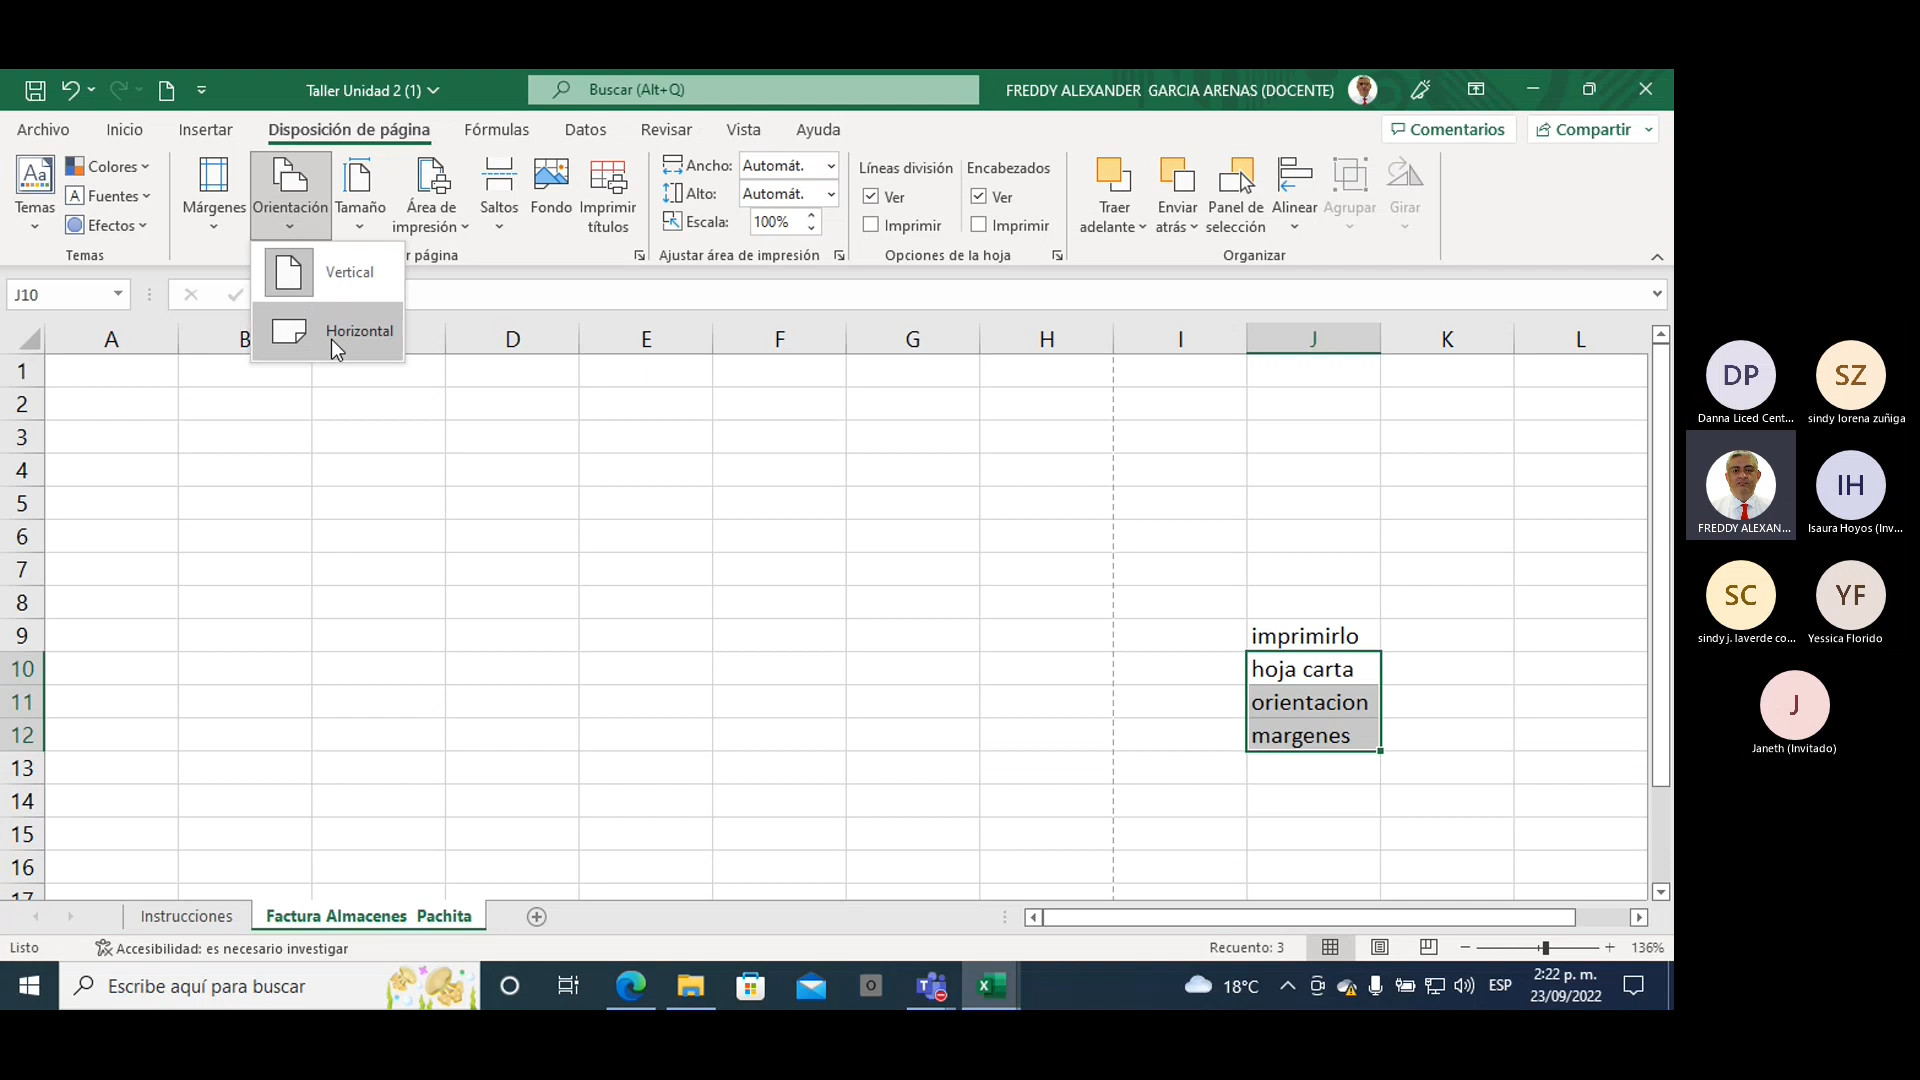 Taller Unidad 2 (1)
Buscar (Alt+Q)
FREDDY ALEXANDER GARCIA ARENAS (DOCENTE)
Archivo
Inicio
Insertar
Disposición de página
Fórmulas
Datos
Revisar
Vista
Ayuda
Comentarios
Compartir
Aa
Temas
Colores
A Fuentes
Efectos
Temas
Márgenes
Orientación
Tamaño
Área de
impresión
Saltos
Fondo
Imprimir
títulos
r página
Ancho: Automát.
Alto: Automát.
Escala: 100%
Ajustar área de impresión
Líneas división
Ver
Imprimir
Encabezados
Ver
Imprimir
Opciones de la hoja
Traer
adelante
Enviar
atrás
Panel de
selección
Alinear
Agrupar
Girar
Organizar
Vertical
Horizontal
J10
A B D E F G H I J K L
1
2
3
4
5
6
7
8
9 imprimirlo
10 hoja carta
11 orientacion
12 margenes
13
14
15
16
17
Instrucciones
Factura Almacenes Pachita
Listo
Accesibilidad: es necesario investigar
Recuento: 3
136%
Escribe aquí para buscar
18°C
ESP
2:22 p. m.
23/09/2022
DP
Danna Liced Cent...
SZ
sindy lorena zuñiga
FREDDY ALEXAN...
IH
Isaura Hoyos (Inv...
SC
sindy j. laverde co...
YF
Yessica Florido
J
Janeth (Invitado)